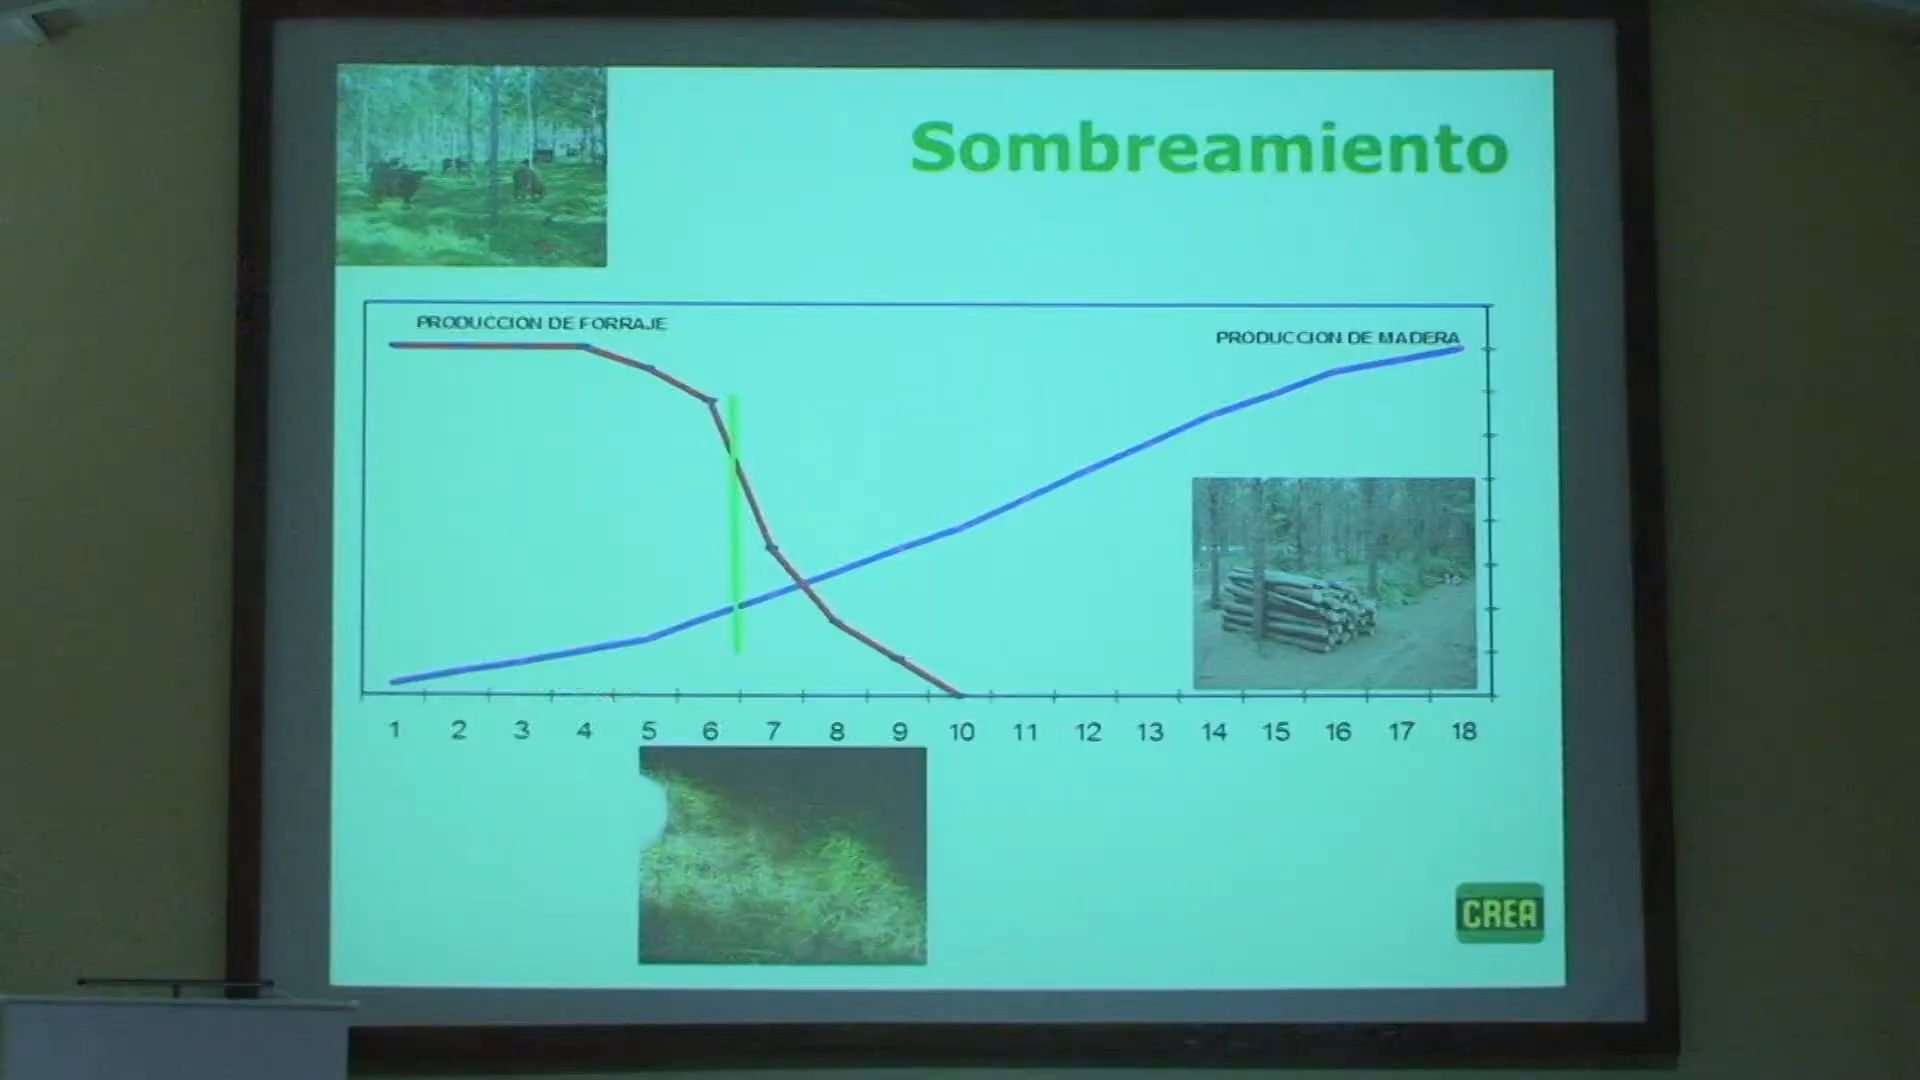 Sombreamiento
PRODUCCION DE FORRAJE
PRODUCCION DE MADERA
1 2 3 4 5 6 7 8 9 10 11 12 13 14 15 16 17 18
CREA